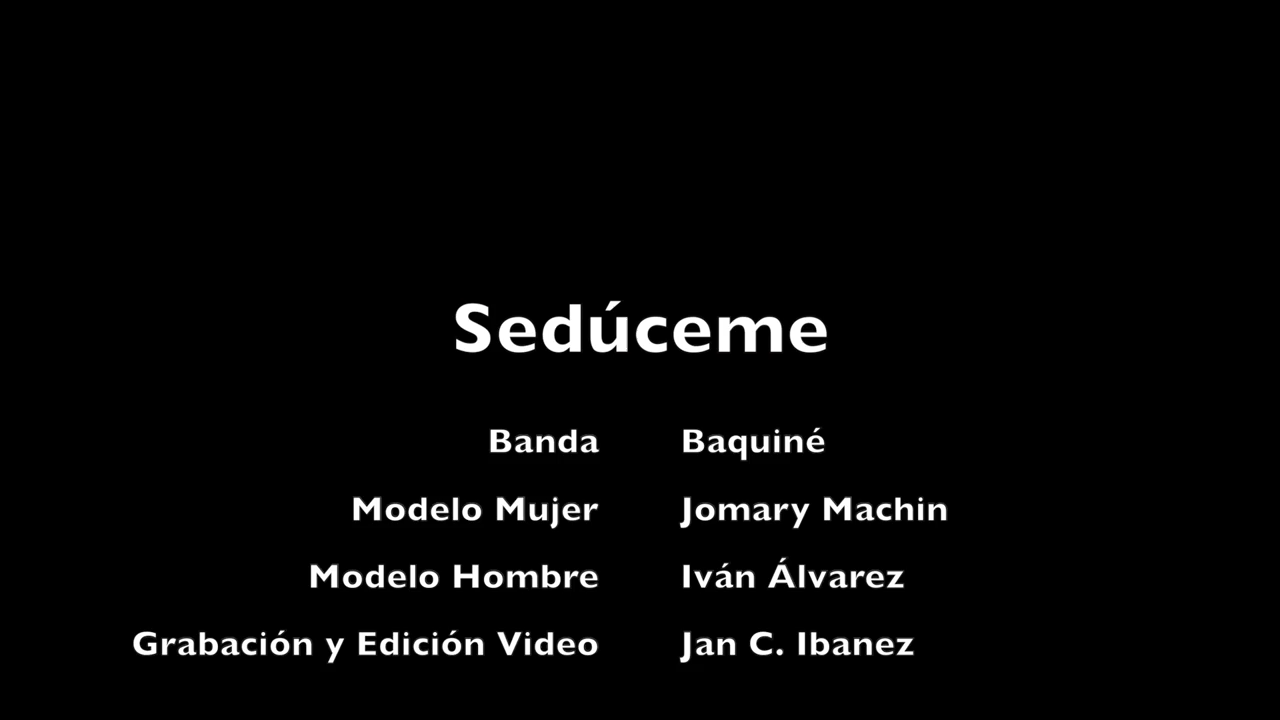 Sedúceme
Banda Baquiné
Modelo Mujer Jomary Machin
Modelo Hombre Iván Álvarez
Grabación y Edición Video Jan C. Ibanez